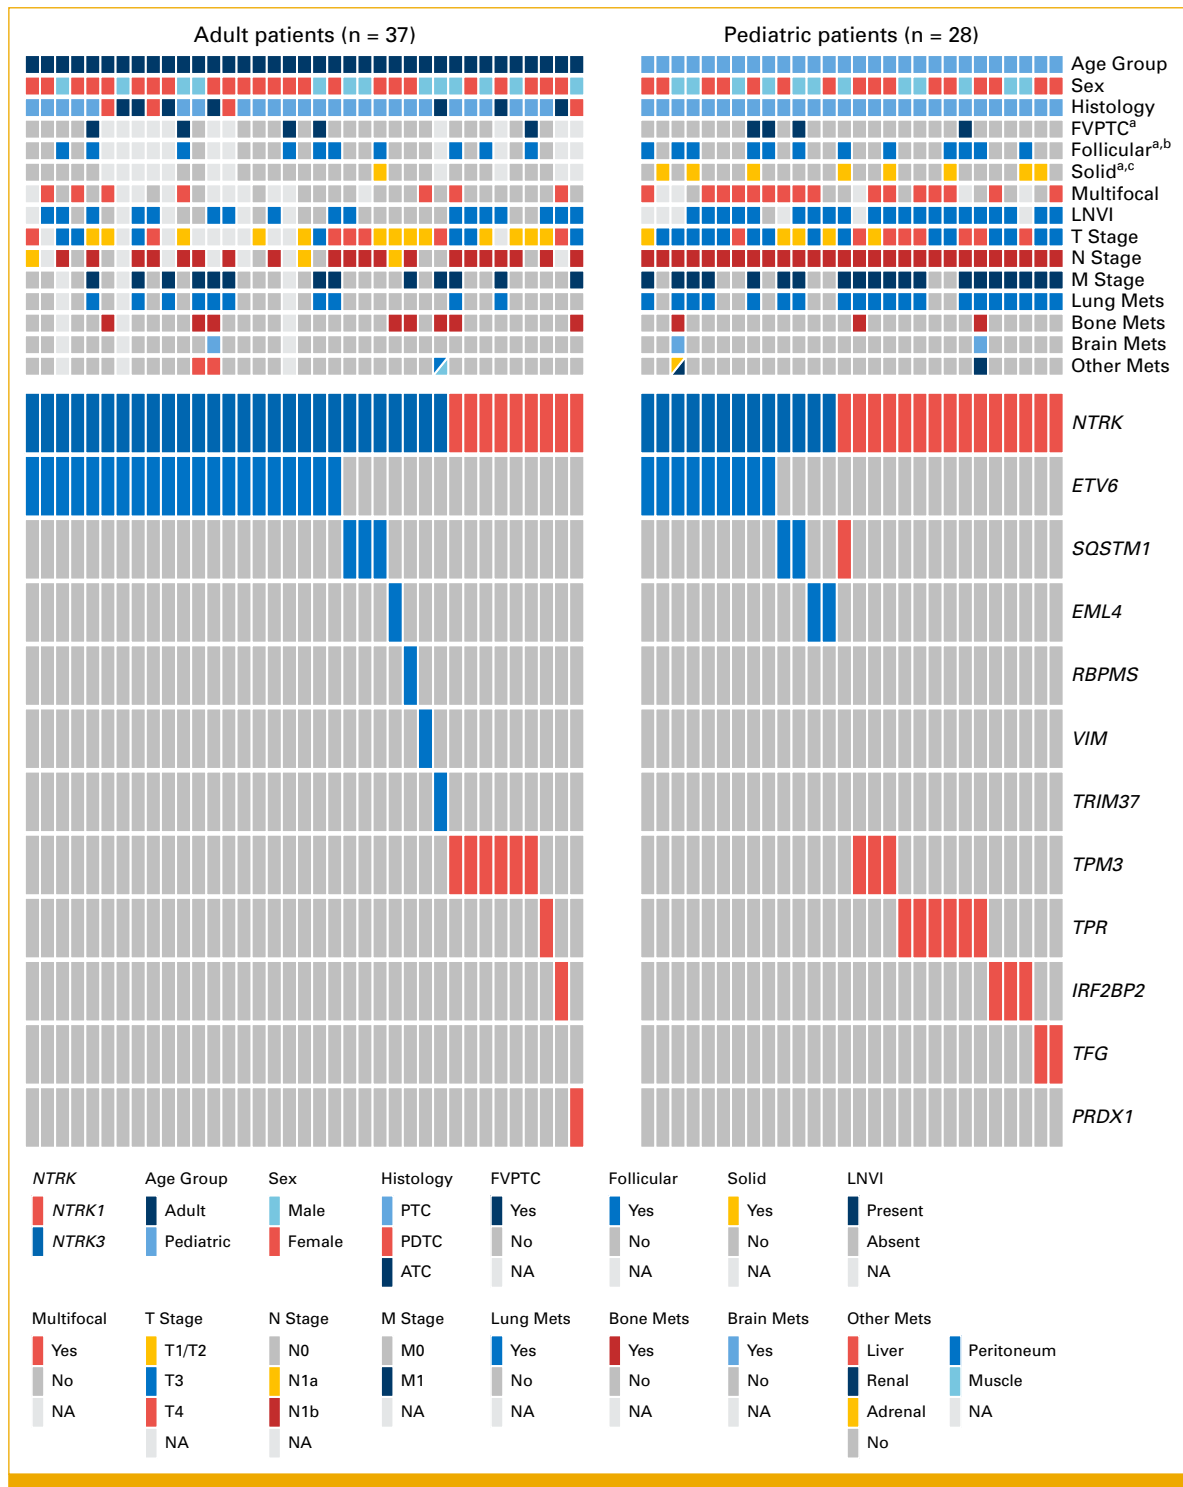 Adult patients (n = 37)
Pediatric patients (n = 28)
Age Group
Sex
Histology
FVPTCa
Folliculara,b
Solida,c
Multifocal
LNVI
T Stage
N Stage
M Stage
Lung Mets
Bone Mets
Brain Mets
Other Mets
NTRK
ETV6
SQSTM1
EML4
RBPMS
VIM
TRIM37
TPM3
TPR
IRF2BP2
TFG
PRDX1
NTRK
NTRK1
NTRK3
Age Group
Adult
Pediatric
Sex
Male
Female
Histology
PTC
PDTC
ATC
FVPTC
Yes
No
NA
Follicular
Yes
No
NA
Solid
Yes
No
NA
LNVI
Present
Absent
NA
Multifocal
Yes
No
NA
T Stage
T1/T2
T3
T4
NA
N Stage
N0
N1a
N1b
NA
M Stage
M0
M1
NA
Lung Mets
Yes
No
NA
Bone Mets
Yes
No
NA
Brain Mets
Yes
No
NA
Other Mets
Liver
Renal
Adrenal
No
Peritoneum
Muscle
NA